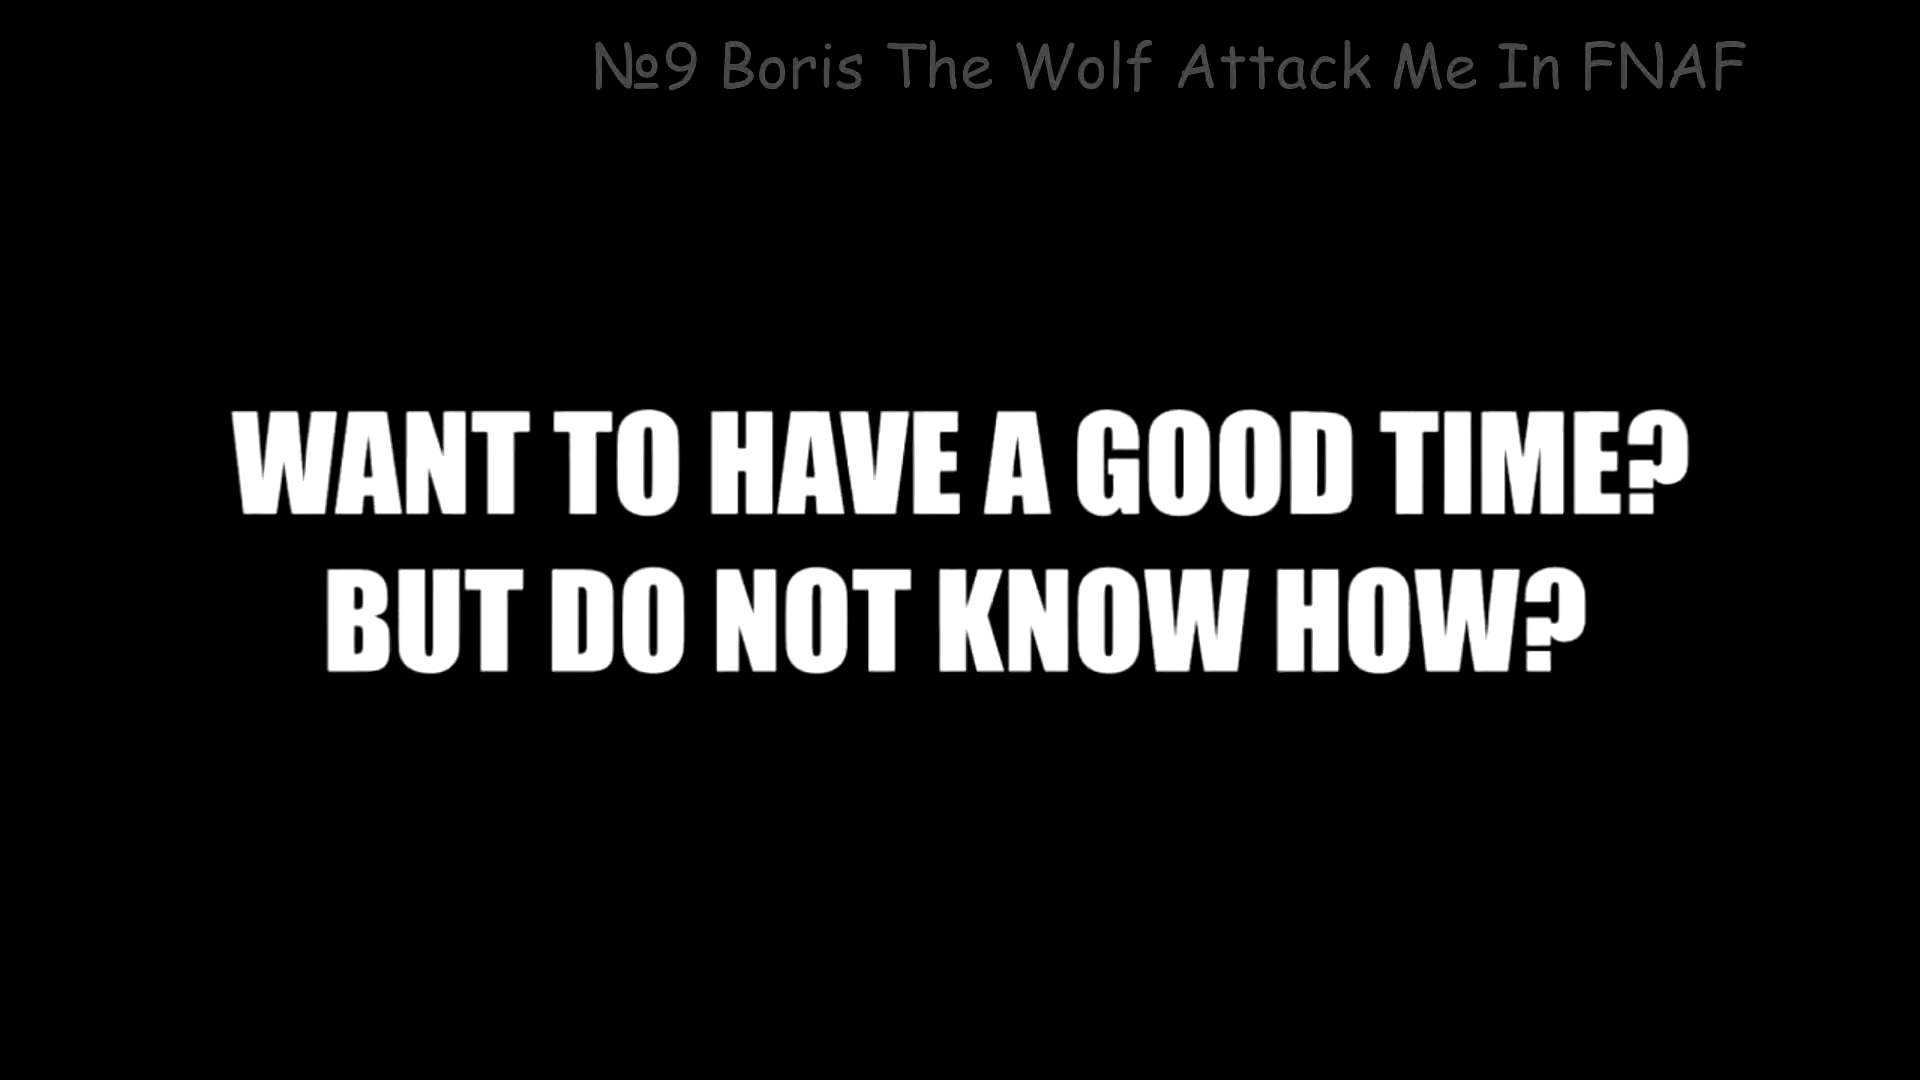 №9 Boris The Wolf Attack Me In FNAF
WANT TO HAVE A GOOD TIME?
BUT DO NOT KNOW HOW?